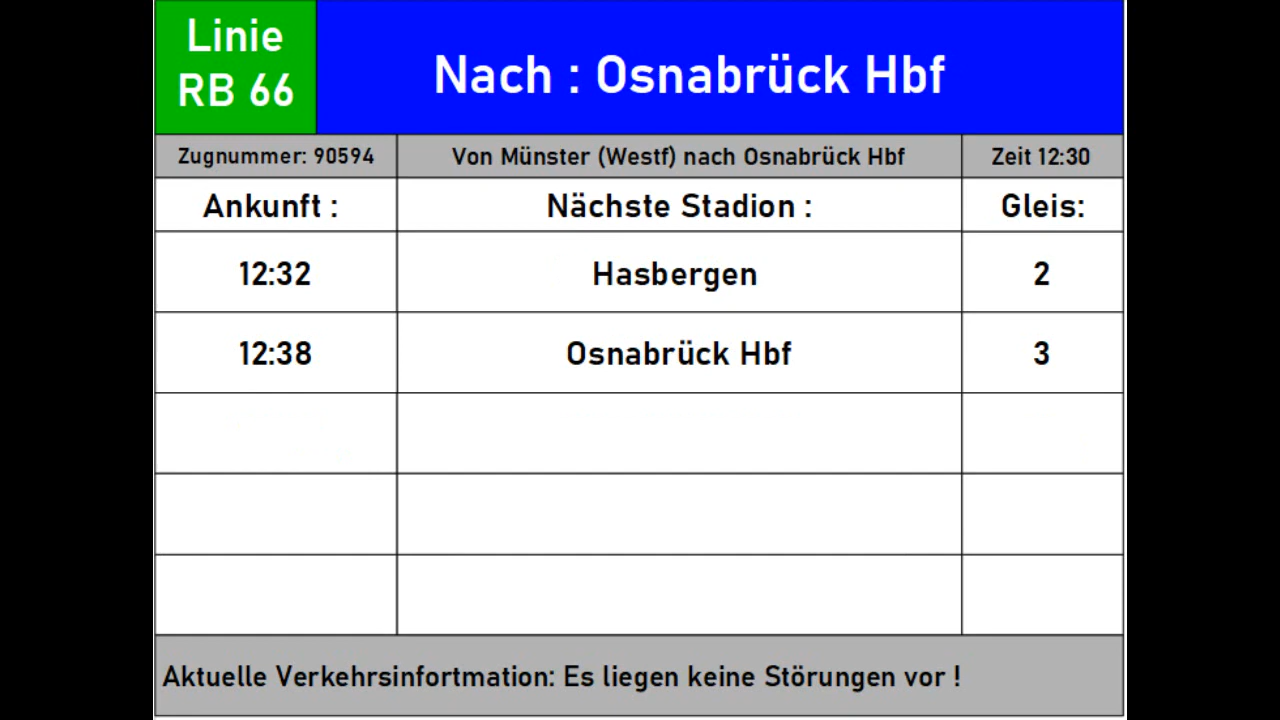 Linie
RB 66
Nach : Osnabrück Hbf
Zugnummer: 90594
Von Münster (Westf) nach Osnabrück Hbf
Zeit 12:30
Ankunft :
Nächste Stadion :
Gleis:
12:32
Hasbergen
2
12:38
Osnabrück Hbf
3
Aktuelle Verkehrsinfortmation: Es liegen keine Störungen vor !